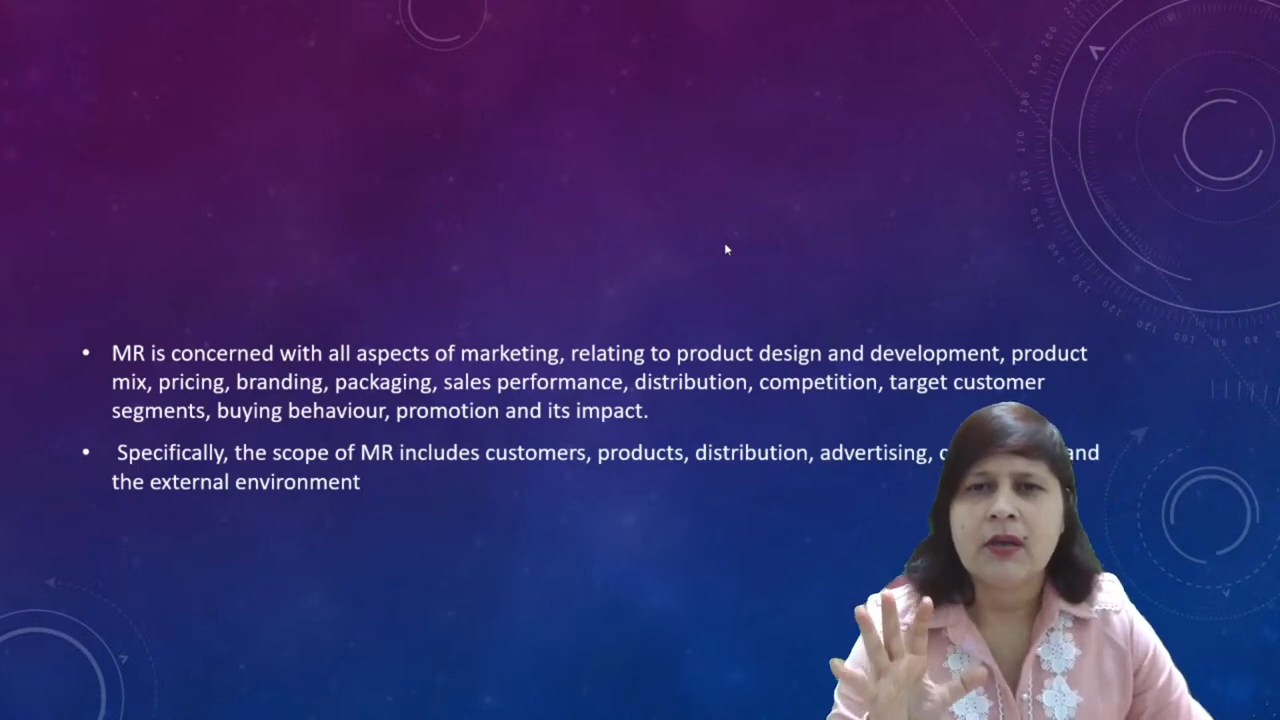 • MR is concerned with all aspects of marketing, relating to product design and development, product
mix, pricing, branding, packaging, sales performance, distribution, competition, target customer
segments, buying behaviour, promotion and its impact.
• Specifically, the scope of MR includes customers, products, distribution, advertising, and
the external environment